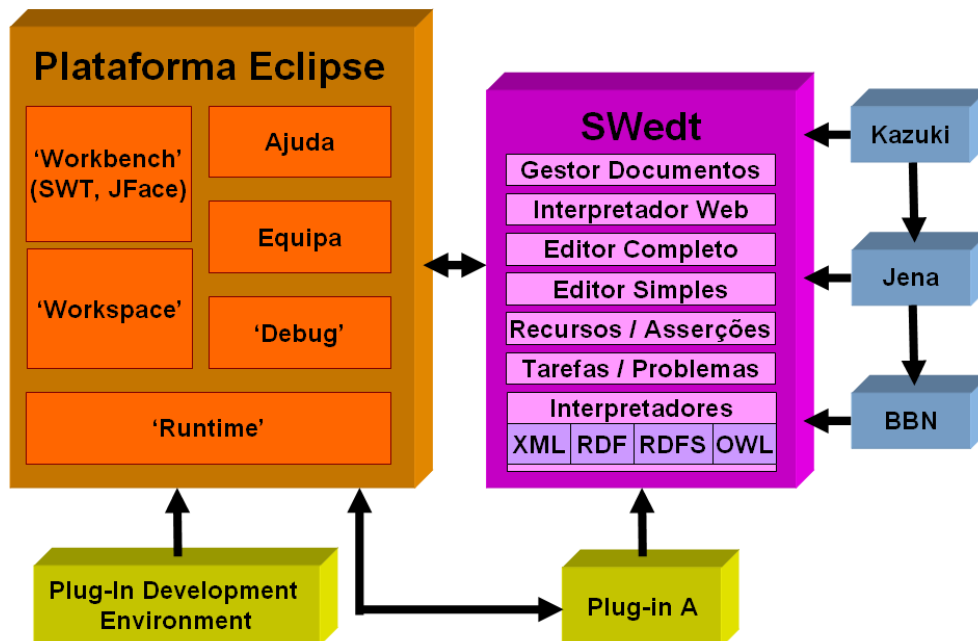 Plataforma Eclipse
‘Workbench’
(SWT, JFace)
Ajuda
Equipa
‘Workspace’
‘Debug’
‘Runtime’
SWedt
Gestor Documentos
Interpretador Web
Editor Completo
Editor Simples
Recursos / Asserções
Tarefas / Problemas
Interpretadores
XML RDF RDFS OWL
Kazuki
Jena
BBN
Plug-In Development
Environment
Plug-in A